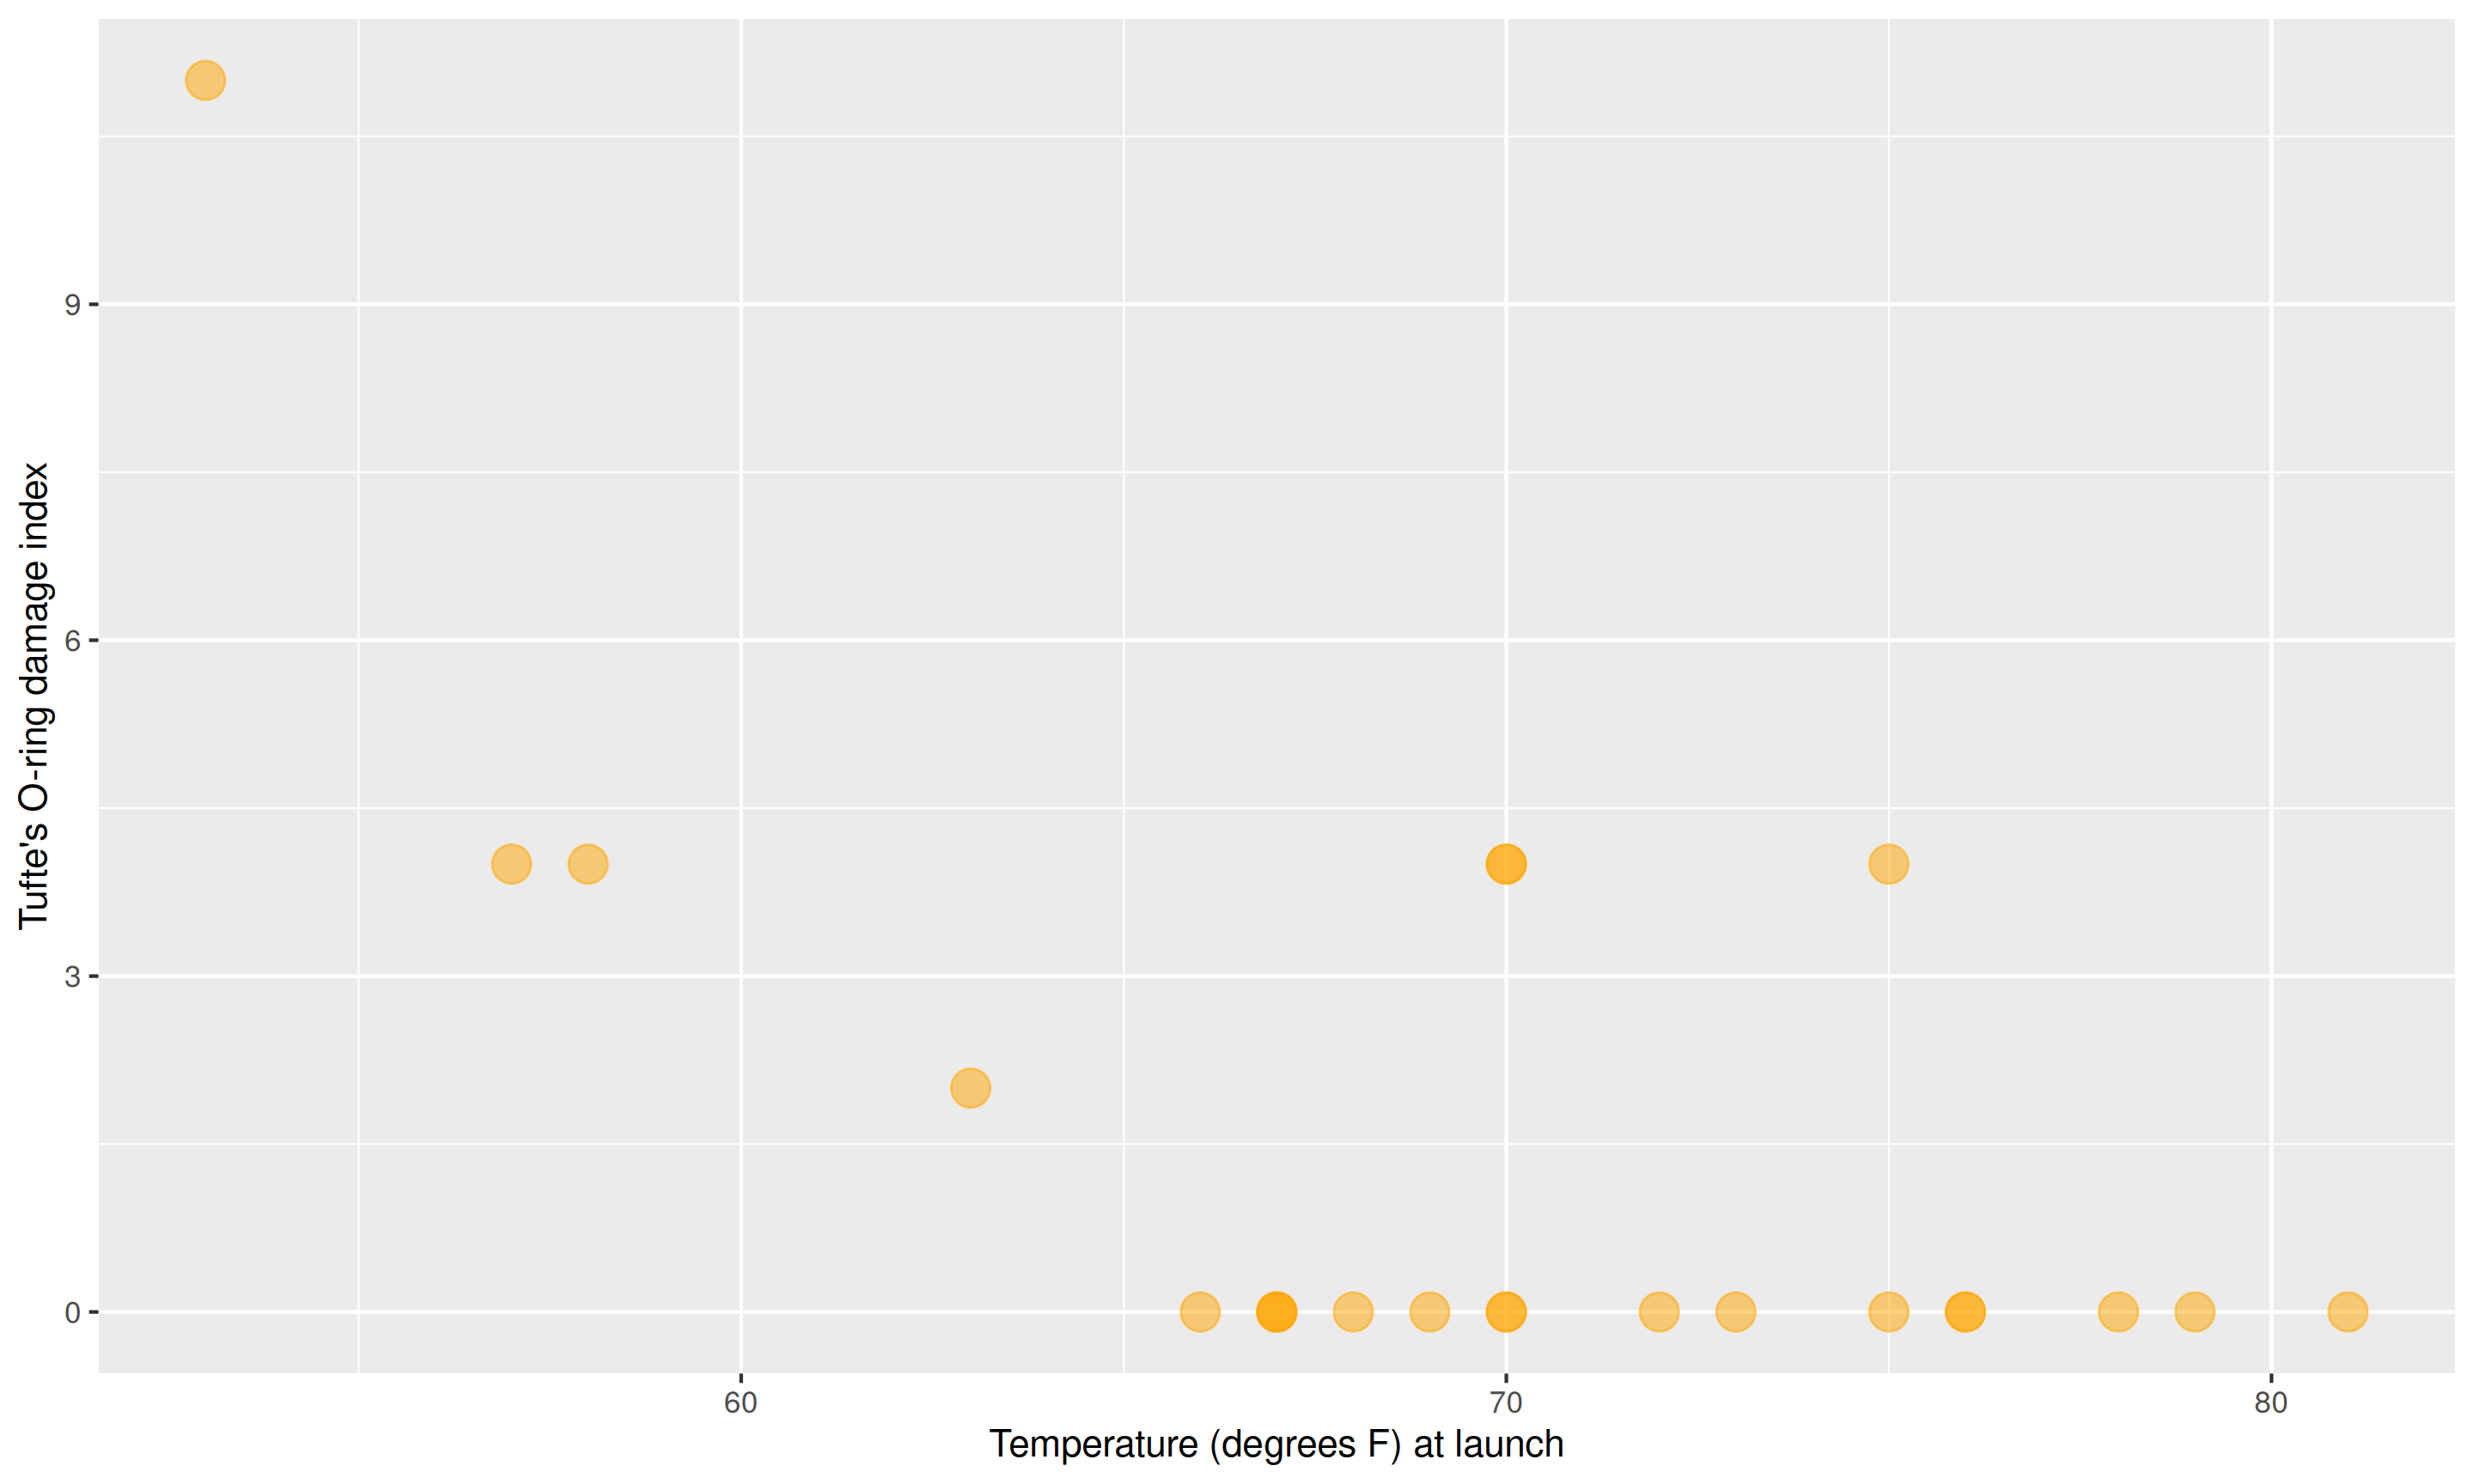 Tufte's O-ring damage index
9
6
3
0
60 70 80
Temperature (degrees F) at launch